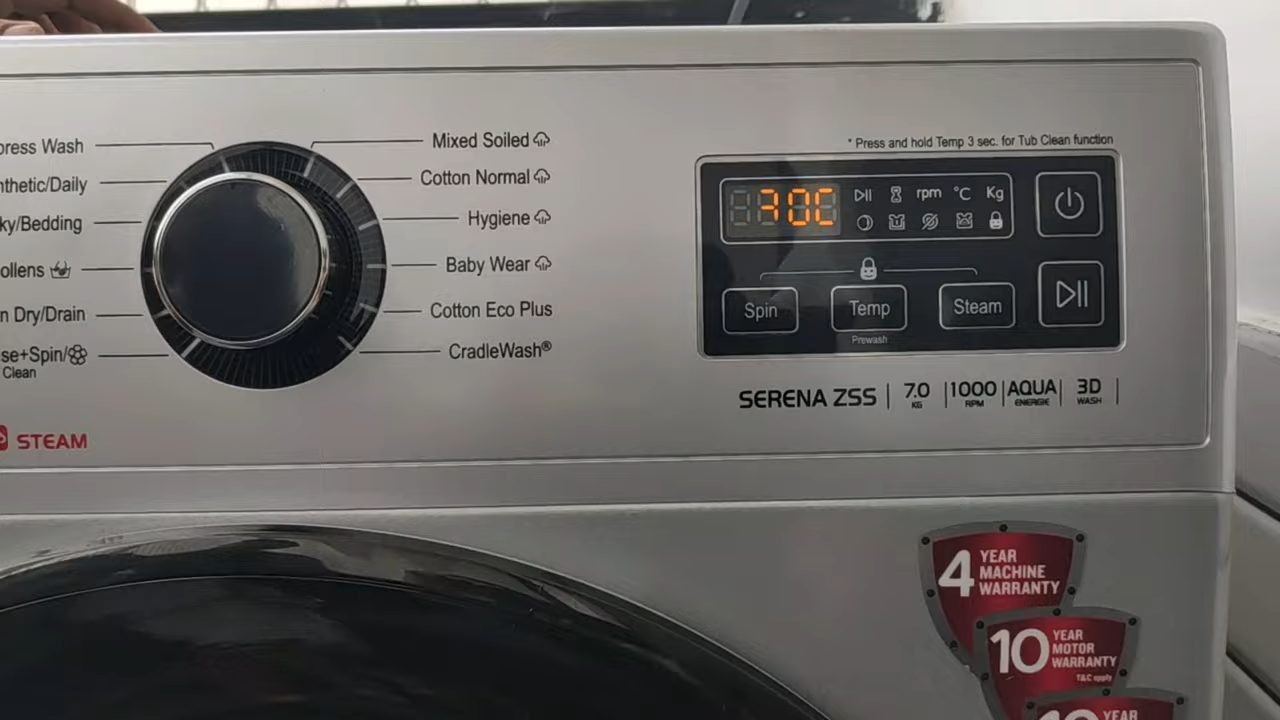 press Wash
nthetic/Daily
ky/Bedding
ollens
n Dry/Drain
se+Spin/
Clean
STEAM
Mixed Soiled
Cotton Normal
Hygiene
Baby Wear
Cotton Eco Plus
CradleWash®
* Press and hold Temp 3 sec. for Tub Clean function
30C
rpm °C Kg
Spin
Temp
Steam
Prewash
SERENA ZSS
7.0
KG
1000
RPM
AQUA
ENERGIE
3D
WASH
4 YEAR
MACHINE
WARRANTY
10 YEAR
MOTOR
WARRANTY
T&C apply
YEAR